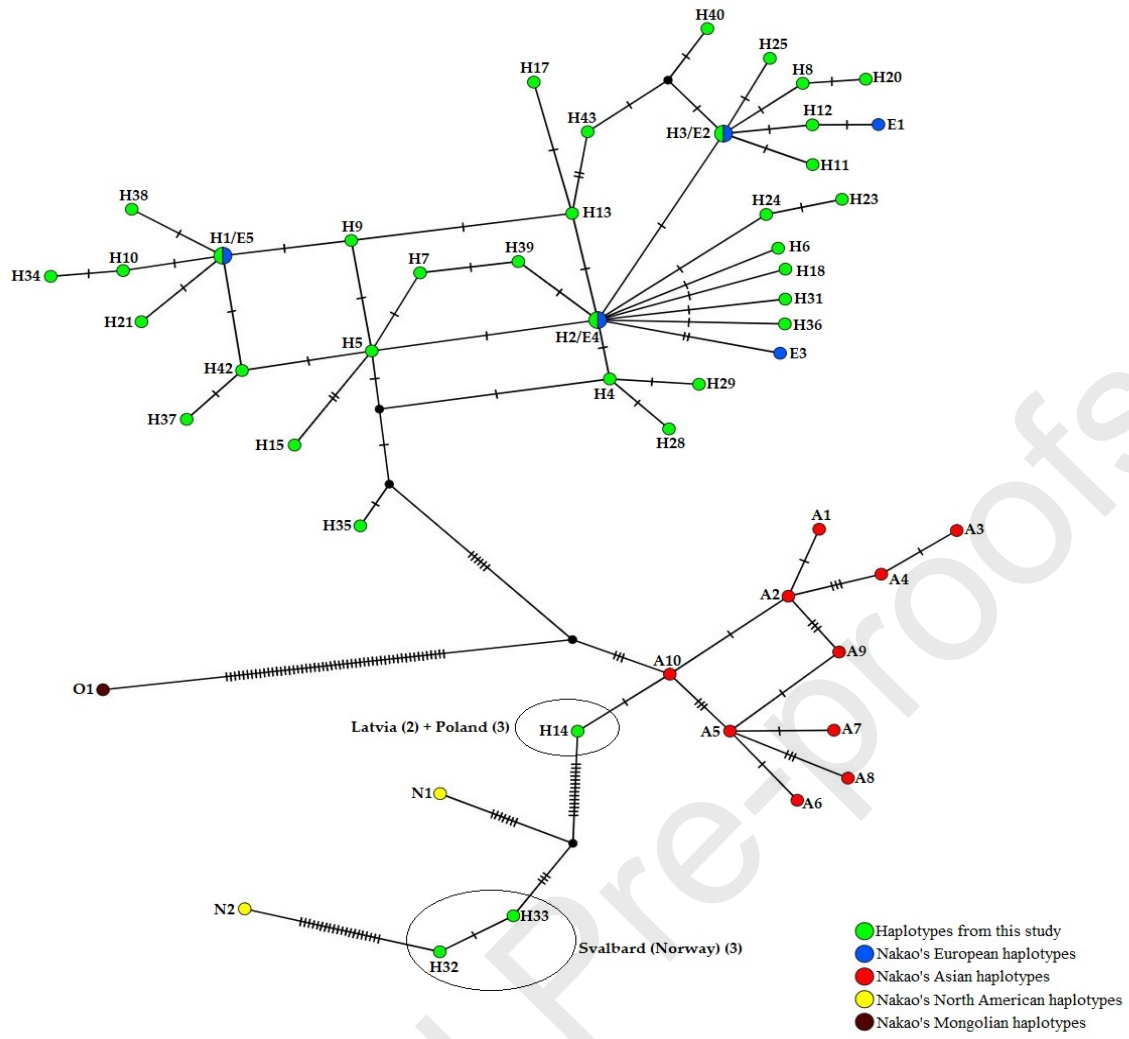 H40
H25
H17
H8
H20
H43
H12
E1
H3/E2
H11
H38
H24
H23
H13
H9
H1/E5
H39
H6
H7
H10
H18
H34
H31
H21
H36
H2/E4
H5
E3
H42
H4
H29
H37
H15
H28
A1
A3
H35
A4
A2
A9
A10
O1
Latvia (2) + Poland (3)
H14
A5
A7
A8
N1
A6
N2
H33
Svalbard (Norway) (3)
H32
Haplotypes from this study
Nakao's European haplotypes
Nakao's Asian haplotypes
Nakao's North American haplotypes
Nakao's Mongolian haplotypes
Pre-proofs